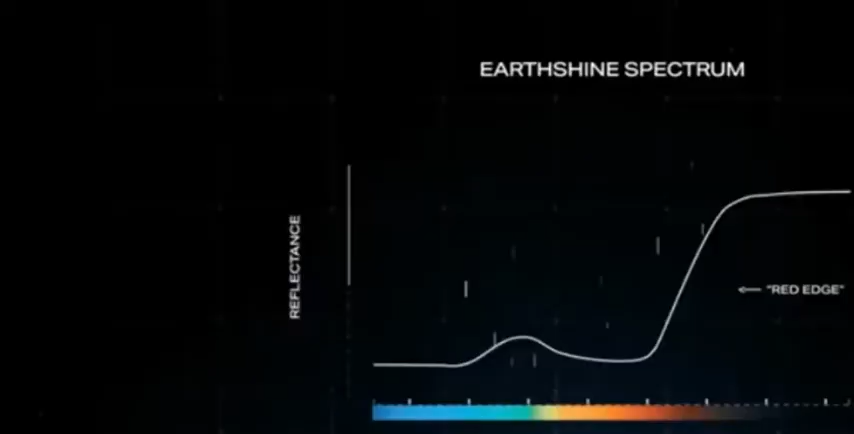 EARTHSHINE SPECTRUM
REFLECTANCE
← "RED EDGE"